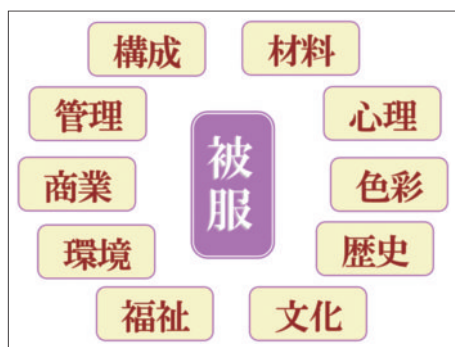 構成
材料
管理
心理
被服
商業
色彩
環境
歴史
福祉
文化